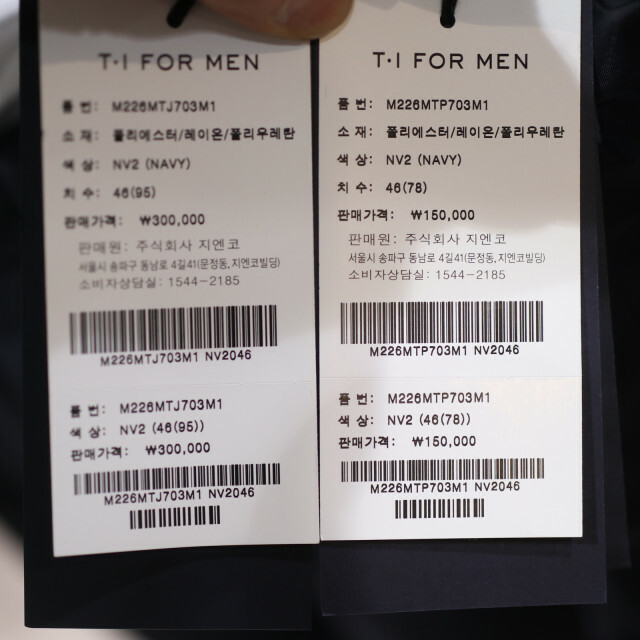 T·I FOR MEN
품 번: M226MTJ703M1
소 재: 폴리에스터/레이온/폴리우레탄
색 상: NV2 (NAVY)
치 수: 46(95)
판매가격: ₩300,000
판매원: 주식회사 지엔코
서울시 송파구 동남로 4길41(문정동,지엔코빌딩)
소비자상담실: 1544-2185
M226MTJ703M1 NV2046
품 번: M226MTJ703M1
색 상: NV2 (46(95))
판매가격: ₩300,000
M226MTJ703M1 NV2046
T·I FOR MEN
품 번: M226MTP703M1
소 재: 폴리에스터/레이온/폴리우레탄
색 상: NV2 (NAVY)
치 수: 46(78)
판매가격: ₩150,000
판매원: 주식회사 지엔코
서울시 송파구 동남로 4길41(문정동,지엔코빌딩)
소비자상담실: 1544-2185
M226MTP703M1 NV2046
품 번: M226MTP703M1
색 상: NV2 (46(78))
판매가격: ₩150,000
M226MTP703M1 NV2046